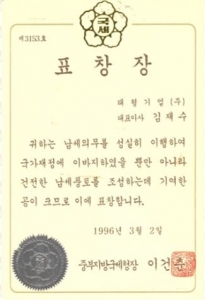 국세
제3153호
표창장
태형기업(주)
대표이사 김재수
귀하는 납세의무를 성실히 이행하여
국가재정에 이바지하였을 뿐만 아니라
건전한 납세풍토를 조성하는데 기여한
공이 크므로 이에 표창합니다.
1996년 3월 2일
중부지방국세청장 이건춘